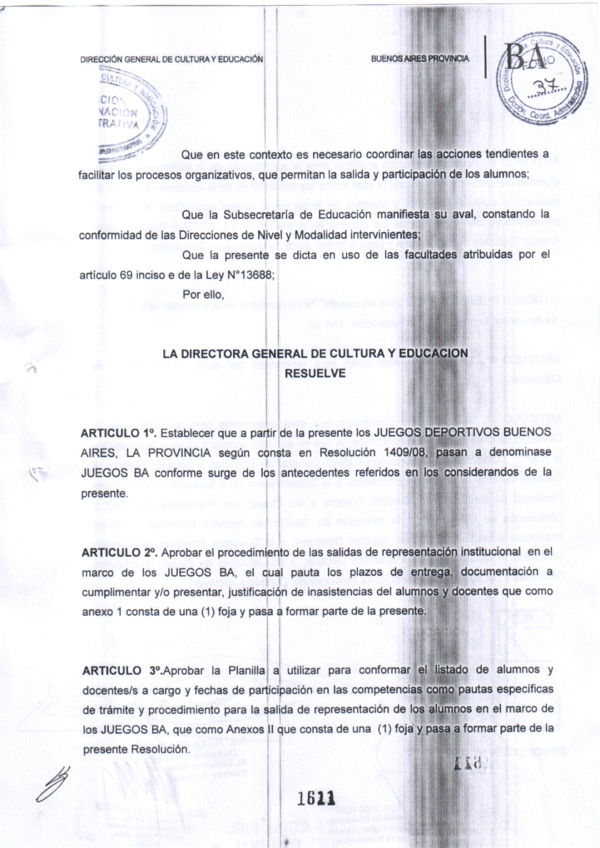 DIRECCIÓN GENERAL DE CULTURA Y EDUCACIÓN
BUENOS AIRES PROVINCIA
BA
FOLIO
37
Que en este contexto es necesario coordinar las acciones tendientes a
facilitar los procesos organizativos, que permitan la salida y participación de los alumnos;
Que la Subsecretaría de Educación manifiesta su aval, constando la
conformidad de las Direcciones de Nivel y Modalidad intervinientes;
Que la presente se dicta en uso de las facultades atribuidas por el
artículo 69 inciso e de la Ley N°13688;
Por ello,
LA DIRECTORA GENERAL DE CULTURA Y EDUCACION
RESUELVE
ARTICULO 1º. Establecer que a partir de la presente los JUEGOS DEPORTIVOS BUENOS
AIRES, LA PROVINCIA según consta en Resolución 1409/08, pasan a denominase
JUEGOS BA conforme surge de los antecedentes referidos en los considerandos de la
presente.
ARTICULO 2º. Aprobar el procedimiento de las salidas de representación institucional en el
marco de los JUEGOS BA, el cual pauta los plazos de entrega, documentación a
cumplimentar y/o presentar, justificación de inasistencias del alumnos y docentes que como
anexo 1 consta de una (1) foja y pasa a formar parte de la presente.
ARTICULO 3º.Aprobar la Planilla a utilizar para conformar el listado de alumnos y
docentes/s a cargo y fechas de participación en las competencias como pautas específicas
de trámite y procedimiento para la salida de representación de los alumnos en el marco de
los JUEGOS BA, que como Anexos II que consta de una (1) foja y pasa a formar parte de la
presente Resolución.
1611